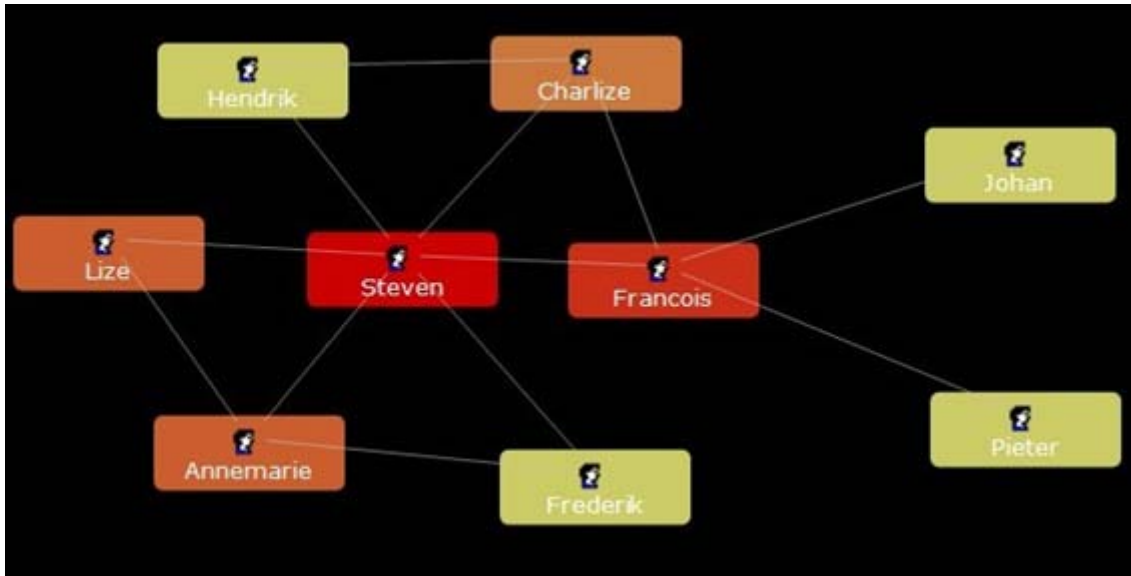 Hendrik
Charlize
Johan
Lize
Steven
Francois
Annemarie
Frederik
Pieter